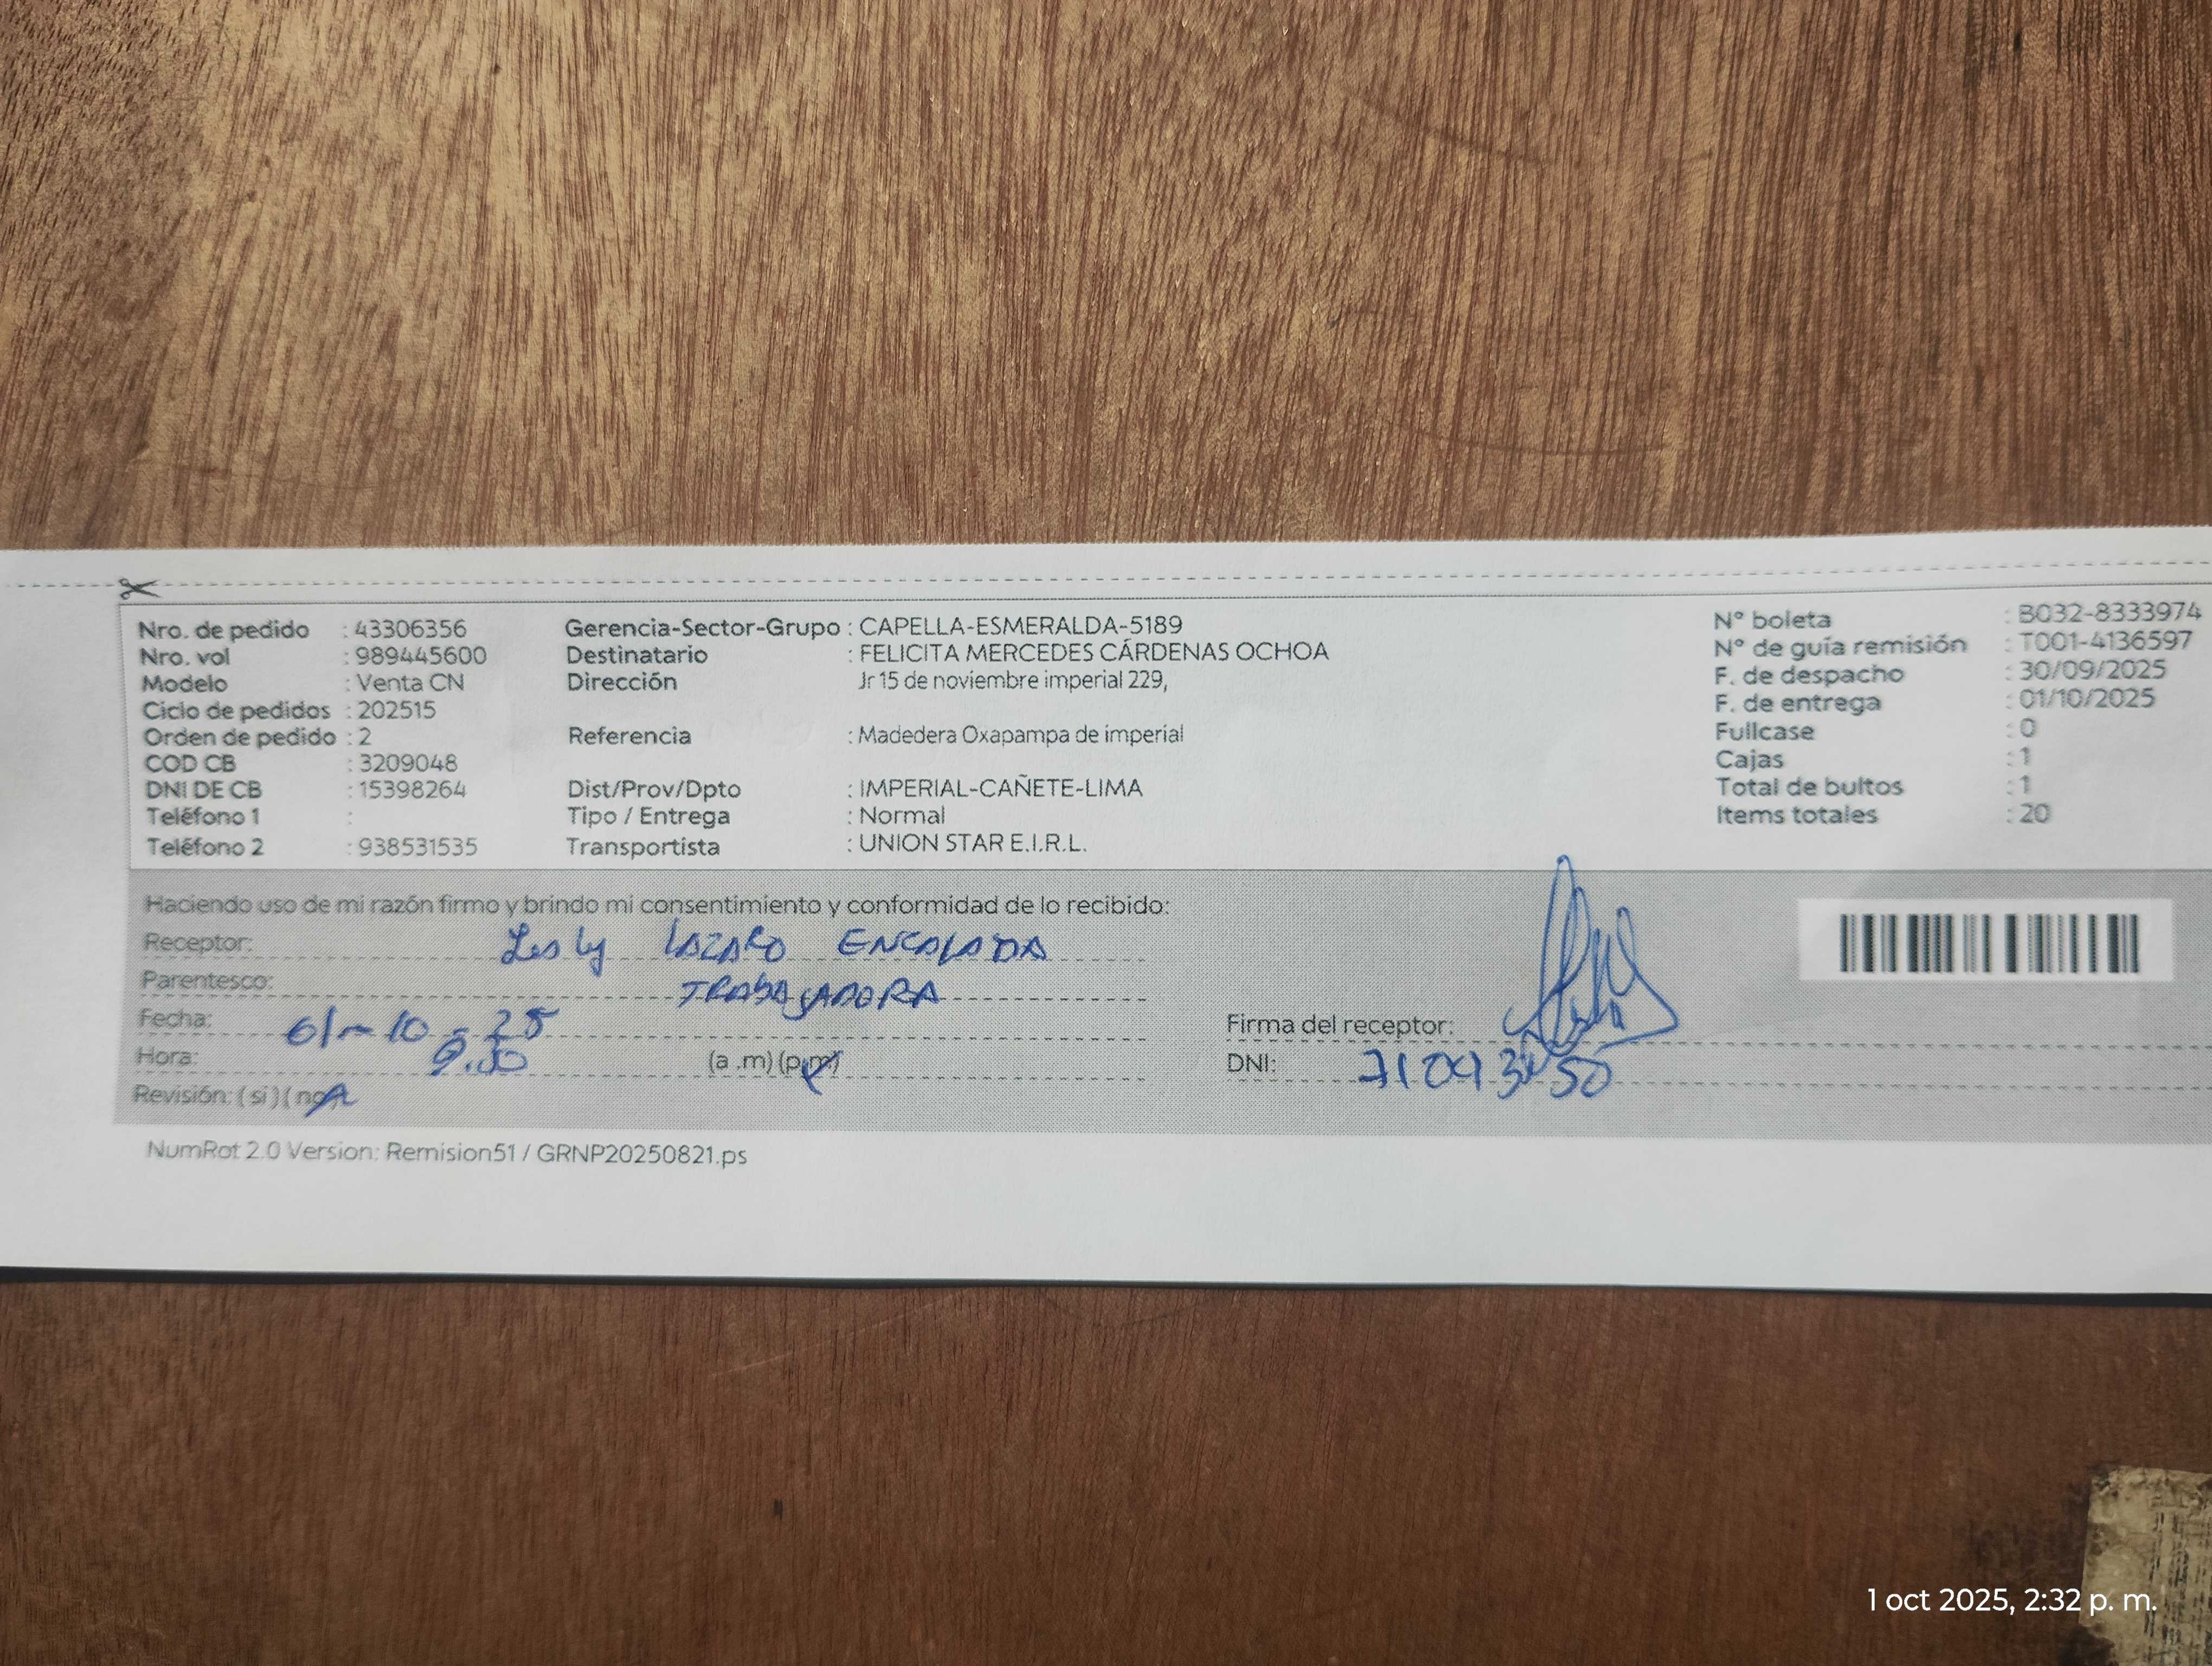 Nro. de pedido : 43306356 Gerencia-Sector-Grupo : CAPELLA-ESMERALDA-5189 N° boleta : B032-8333974
Nro. vol : 989445600 Destinatario : FELICITA MERCEDES CÁRDENAS OCHOA N° de guía remisión : T001-4136597
Modelo : Venta CN Dirección Jr 15 de noviembre imperial 229, F. de despacho : 30/09/2025
Ciclo de pedidos : 202515 F. de entrega : 01/10/2025
Orden de pedido : 2 Referencia : Madedera Oxapampa de imperial Fullcase : 0
COD CB : 3209048 Cajas : 1
DNI DE CB : 15398264 Dist/Prov/Dpto : IMPERIAL-CAÑETE-LIMA Total de bultos : 1
Teléfono 1 : Tipo / Entrega : Normal Items totales : 20
Teléfono 2 : 938531535 Transportista : UNION STAR E.I.R.L.
Haciendo uso de mi razón firmo y brindo mi consentimiento y conformidad de lo recibido:
Receptor: Lesly LAZARO ENCALADA
Parentesco: TRABAJADORA
Fecha: 01-10-25 Firma del receptor:
Hora: (a .m) (p.m) DNI:
Revisión: ( si ) ( no )
NumRot 2.0 Version: Remision51 / GRNP20250821.ps
1 oct 2025, 2:32 p. m.